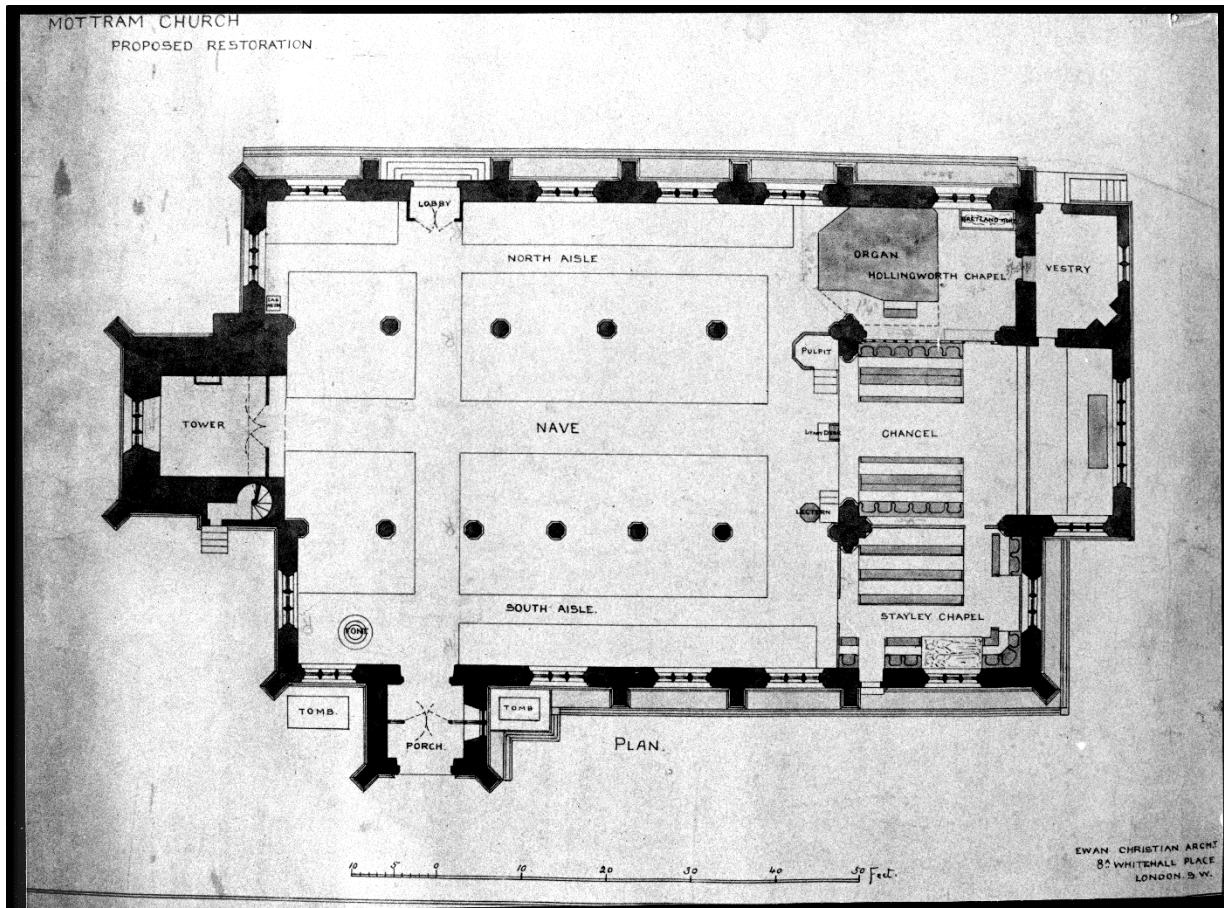 MOTTRAM CHURCH
PROPOSED RESTORATION.
LOBBY
NORTH AISLE
ORGAN
HOLLINGWORTH CHAPEL
VESTRY
PULPIT
TOWER
NAVE
CHANCEL
LECTERN
SOUTH AISLE.
STAYLEY CHAPEL
FONT
TOMB.
TOMB
PORCH.
PLAN.
10 5 0 10 20 30 40 50 Feet.
EWAN CHRISTIAN ARCHT
8A WHITEHALL PLACE
LONDON. S.W.